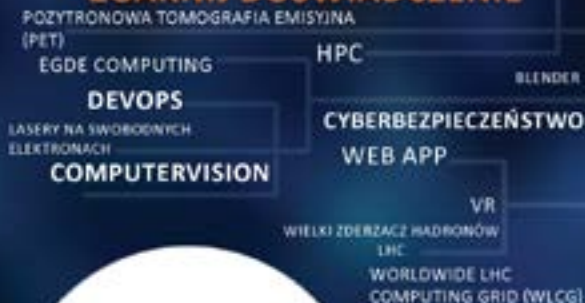 POZYTRONOWA TOMOGRAFIA EMISYJNA
(PET)
EGDE COMPUTING
HPC
BLENDER
DEVOPS
LASERY NA SWOBODNYCH
ELEKTRONACH
CYBERBEZPIECZEŃSTWO
WEB APP
COMPUTERVISION
VR
WIELKI ZDERZACZ HADRONÓW
LHC
WORLDWIDE LHC
COMPUTING GRID (WLCG)